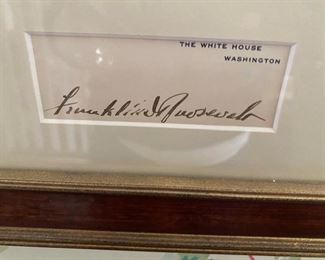 THE WHITE HOUSE
WASHINGTON
Franklin D Roosevelt